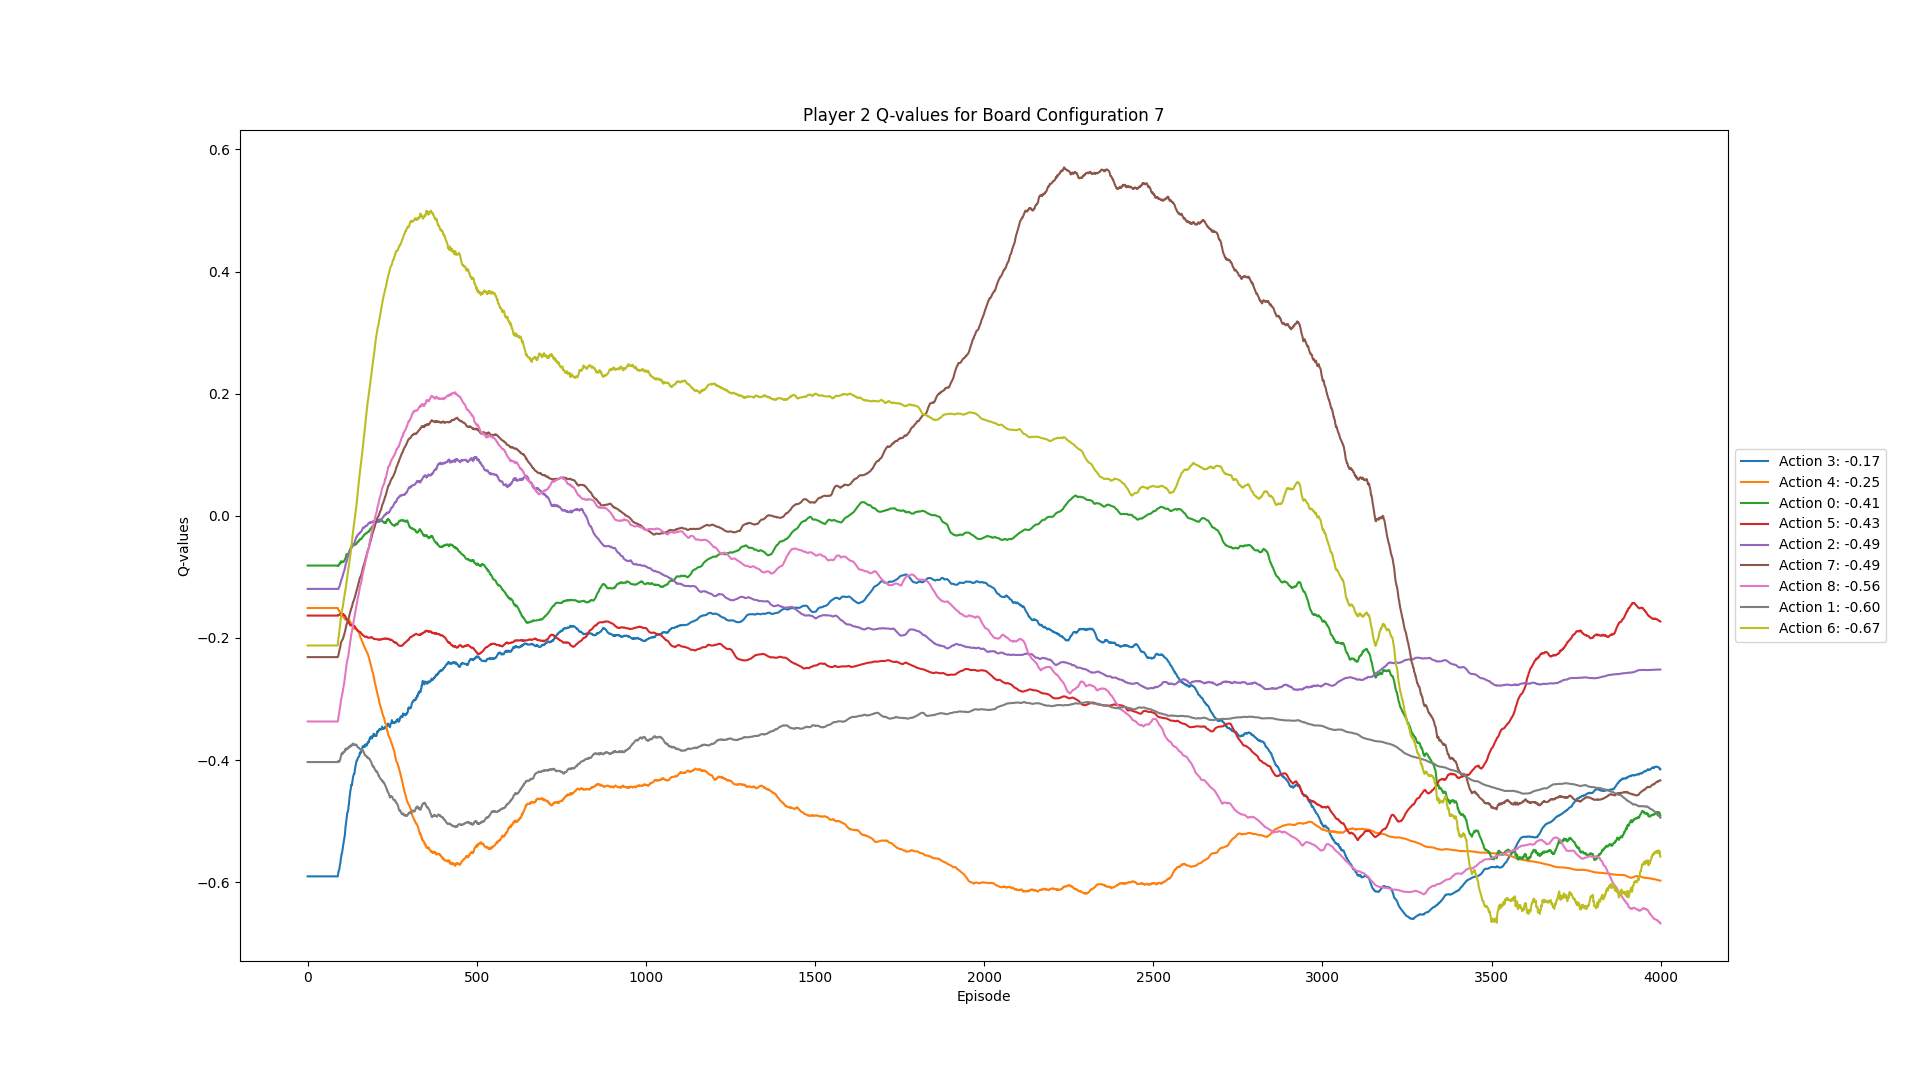 Player 2 Q-values for Board Configuration 7
0.6
0.4
0.2
0.0
−0.2
−0.4
−0.6
Q-values
0
500
1000
1500
2000
2500
3000
3500
4000
Episode
Action 3: -0.17
Action 4: -0.25
Action 0: -0.41
Action 5: -0.43
Action 2: -0.49
Action 7: -0.49
Action 8: -0.56
Action 1: -0.60
Action 6: -0.67